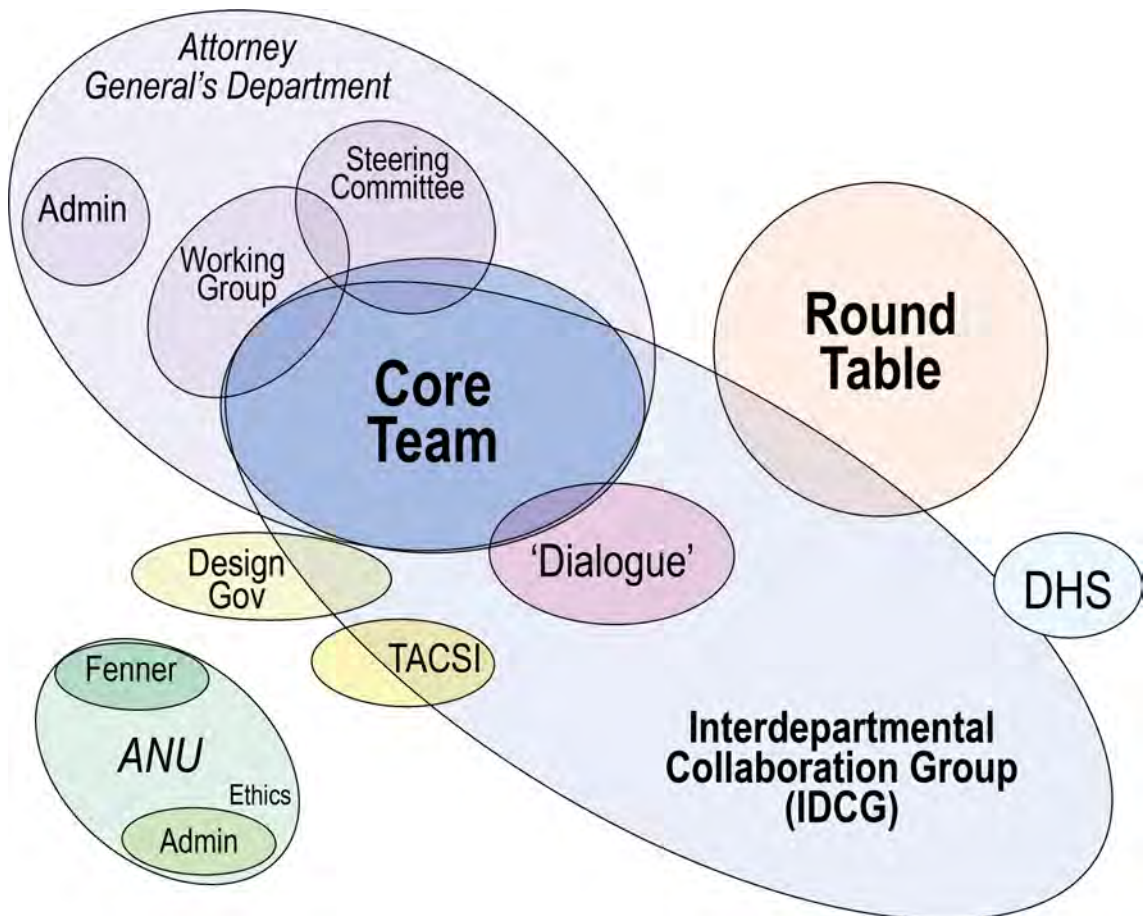 Attorney
General's Department
Steering
Committee
Admin
Working
Group
Round
Table
Core
Team
Design
Gov
'Dialogue'
DHS
TACSI
Fenner
ANU
Ethics
Admin
Interdepartmental
Collaboration Group
(IDCG)